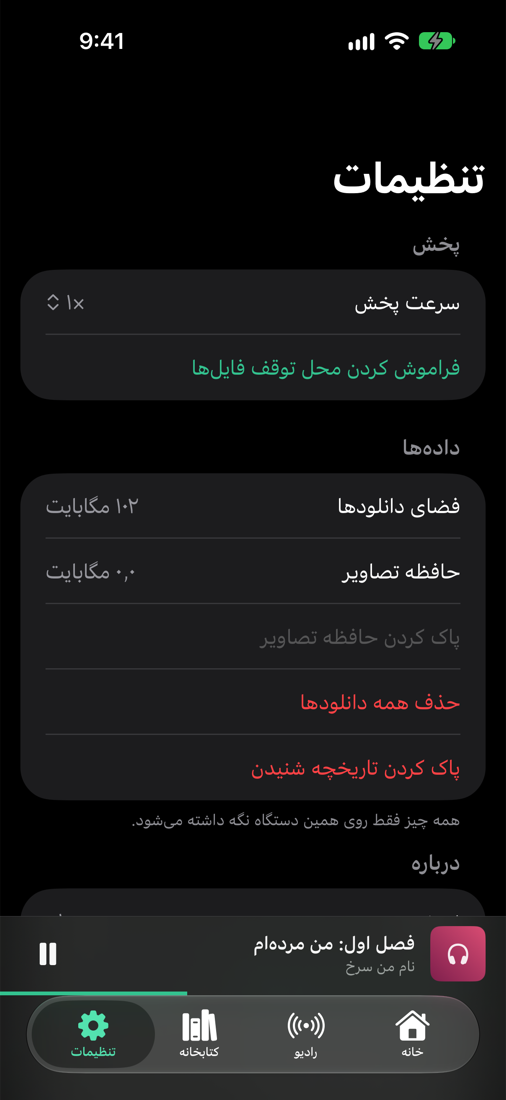 9:41
تنظیمات
پخش
سرعت پخش
۱×
فراموش کردن محل توقف فایل‌ها
داده‌ها
فضای دانلودها
۱۰۲ مگابایت
حافظه تصاویر
۰٫۰ مگابایت
پاک کردن حافظه تصاویر
حذف همه دانلودها
پاک کردن تاریخچه شنیدن
همه چیز فقط روی همین دستگاه نگه داشته می‌شود.
درباره
فصل اول: من مرده‌ام
نام من سرخ
خانه
رادیو
کتابخانه
تنظیمات